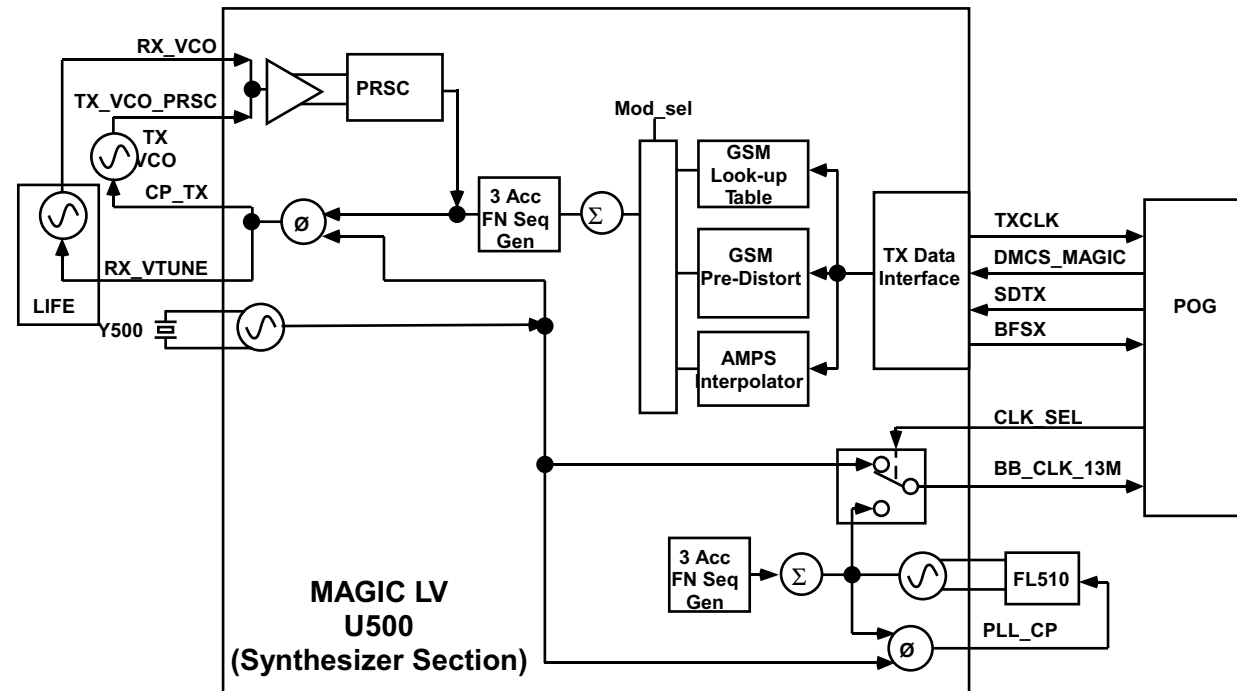 RX_VCO
TX_VCO_PRSC
TX
VCO
CP_TX
RX_VTUNE
LIFE
Y500
PRSC
ø
3 Acc
FN Seq
Gen
Σ
Mod_sel
GSM
Look-up
Table
GSM
Pre-Distort
AMPS
Interpolator
TX Data
Interface
TXCLK
DMCS_MAGIC
SDTX
BFSX
POG
CLK_SEL
BB_CLK_13M
3 Acc
FN Seq
Gen
Σ
FL510
PLL_CP
ø
MAGIC LV
U500
(Synthesizer Section)